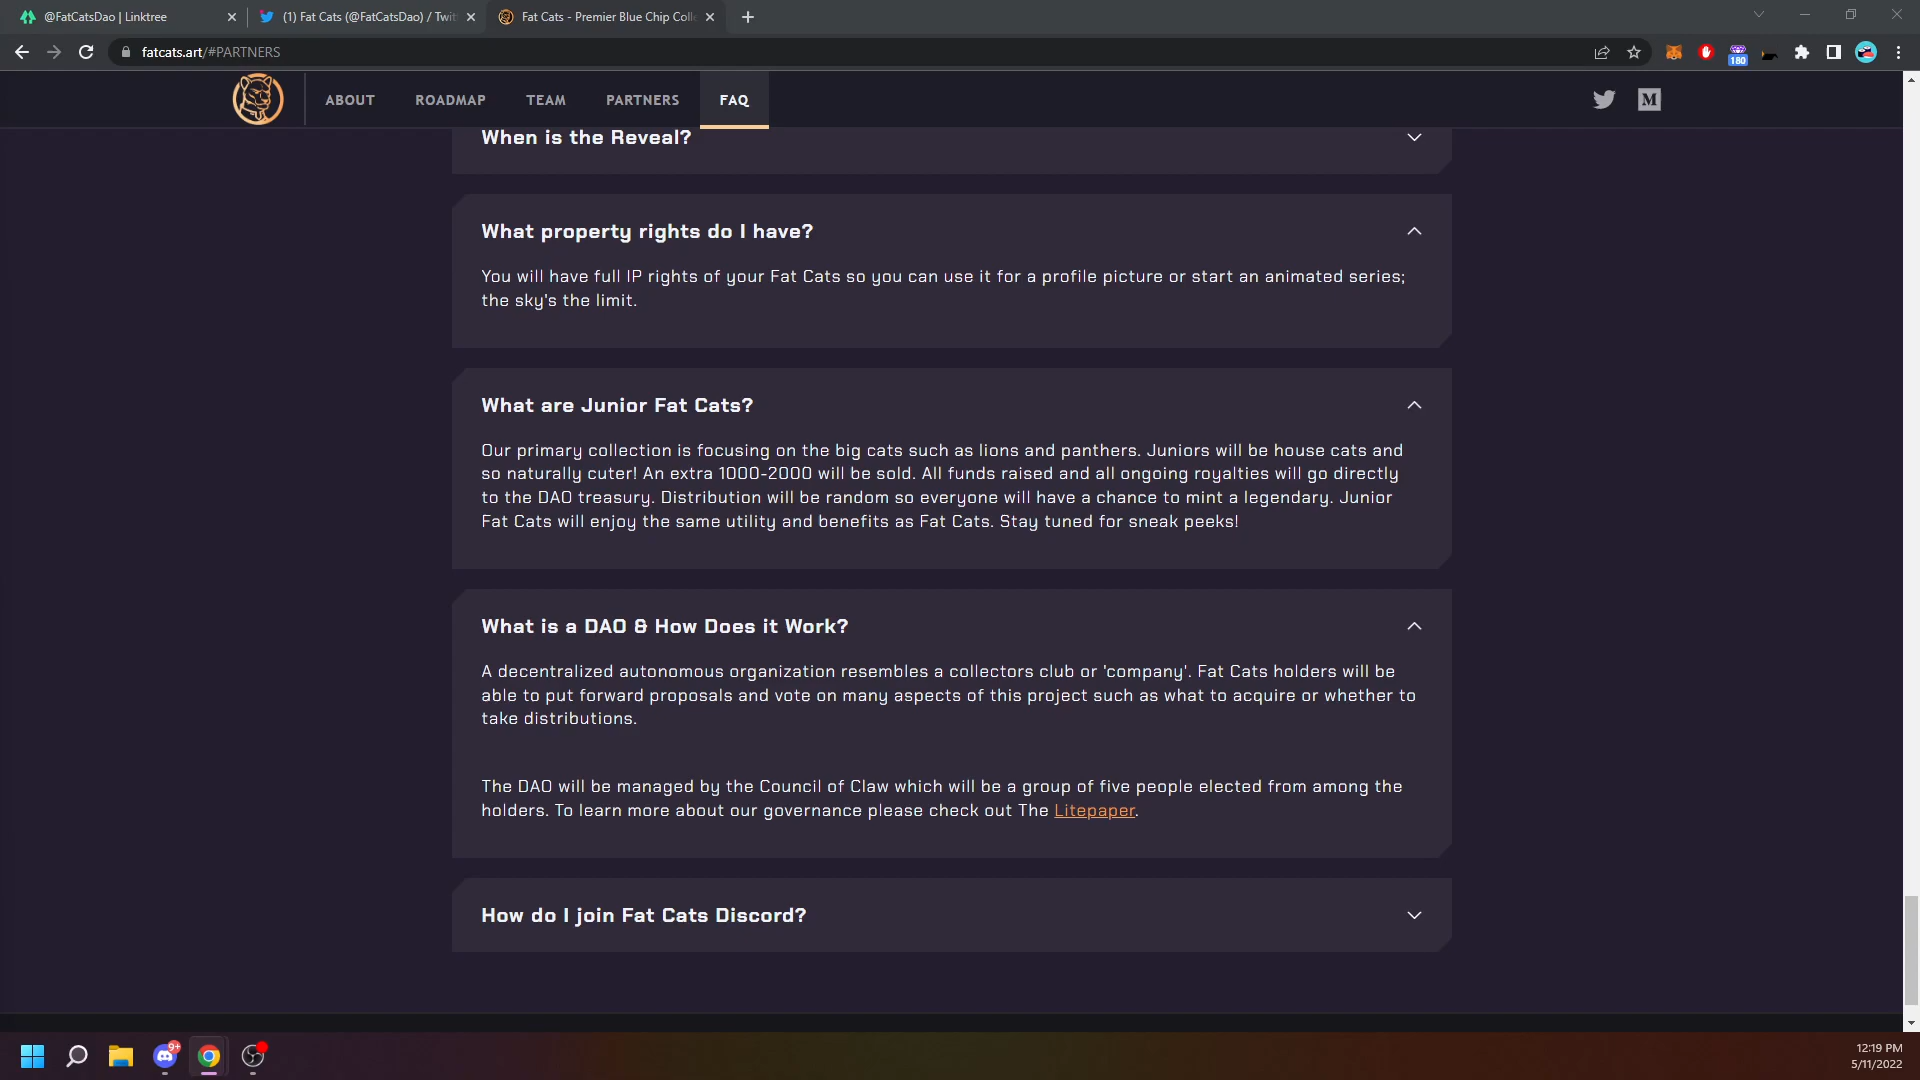 @FatCatsDao | Linktree
(1) Fat Cats (@FatCatsDao) / Twit
Fat Cats - Premier Blue Chip Coll
fatcats.art/#PARTNERS
180
ABOUT
ROADMAP
TEAM
PARTNERS
FAQ
M
When is the Reveal?
What property rights do I have?
You will have full IP rights of your Fat Cats so you can use it for a profile picture or start an animated series;
the sky's the limit.
What are Junior Fat Cats?
Our primary collection is focusing on the big cats such as lions and panthers. Juniors will be house cats and
so naturally cuter! An extra 1000-2000 will be sold. All funds raised and all ongoing royalties will go directly
to the DAO treasury. Distribution will be random so everyone will have a chance to mint a legendary. Junior
Fat Cats will enjoy the same utility and benefits as Fat Cats. Stay tuned for sneak peeks!
What is a DAO & How Does it Work?
A decentralized autonomous organization resembles a collectors club or 'company'. Fat Cats holders will be
able to put forward proposals and vote on many aspects of this project such as what to acquire or whether to
take distributions.
The DAO will be managed by the Council of Claw which will be a group of five people elected from among the
holders. To learn more about our governance please check out The Litepaper.
How do I join Fat Cats Discord?
9+
12:19 PM
5/11/2022